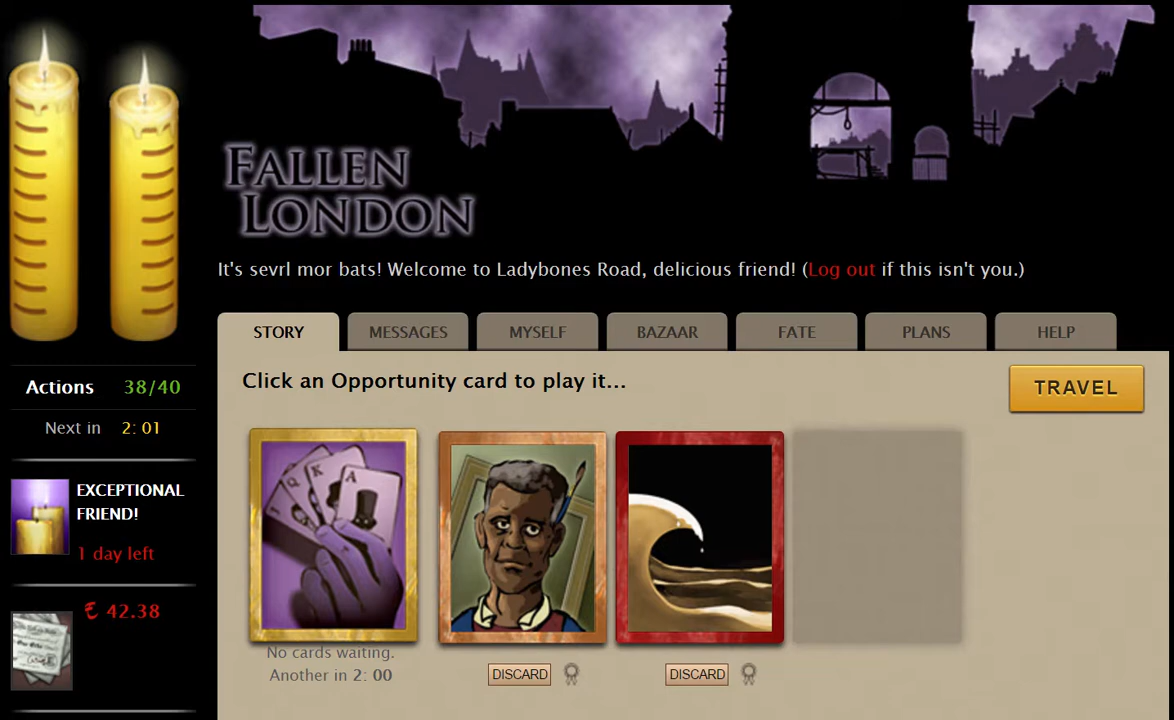 FALLEN
LONDON
It's sevrl mor bats! Welcome to Ladybones Road, delicious friend! (Log out if this isn't you.)
STORY
MESSAGES
MYSELF
BAZAAR
FATE
PLANS
HELP
Actions 38/40
Next in 2: 01
EXCEPTIONAL
FRIEND!
1 day left
42.38
Click an Opportunity card to play it...
TRAVEL
J Q K A
No cards waiting.
Another in 2: 00
DISCARD
DISCARD